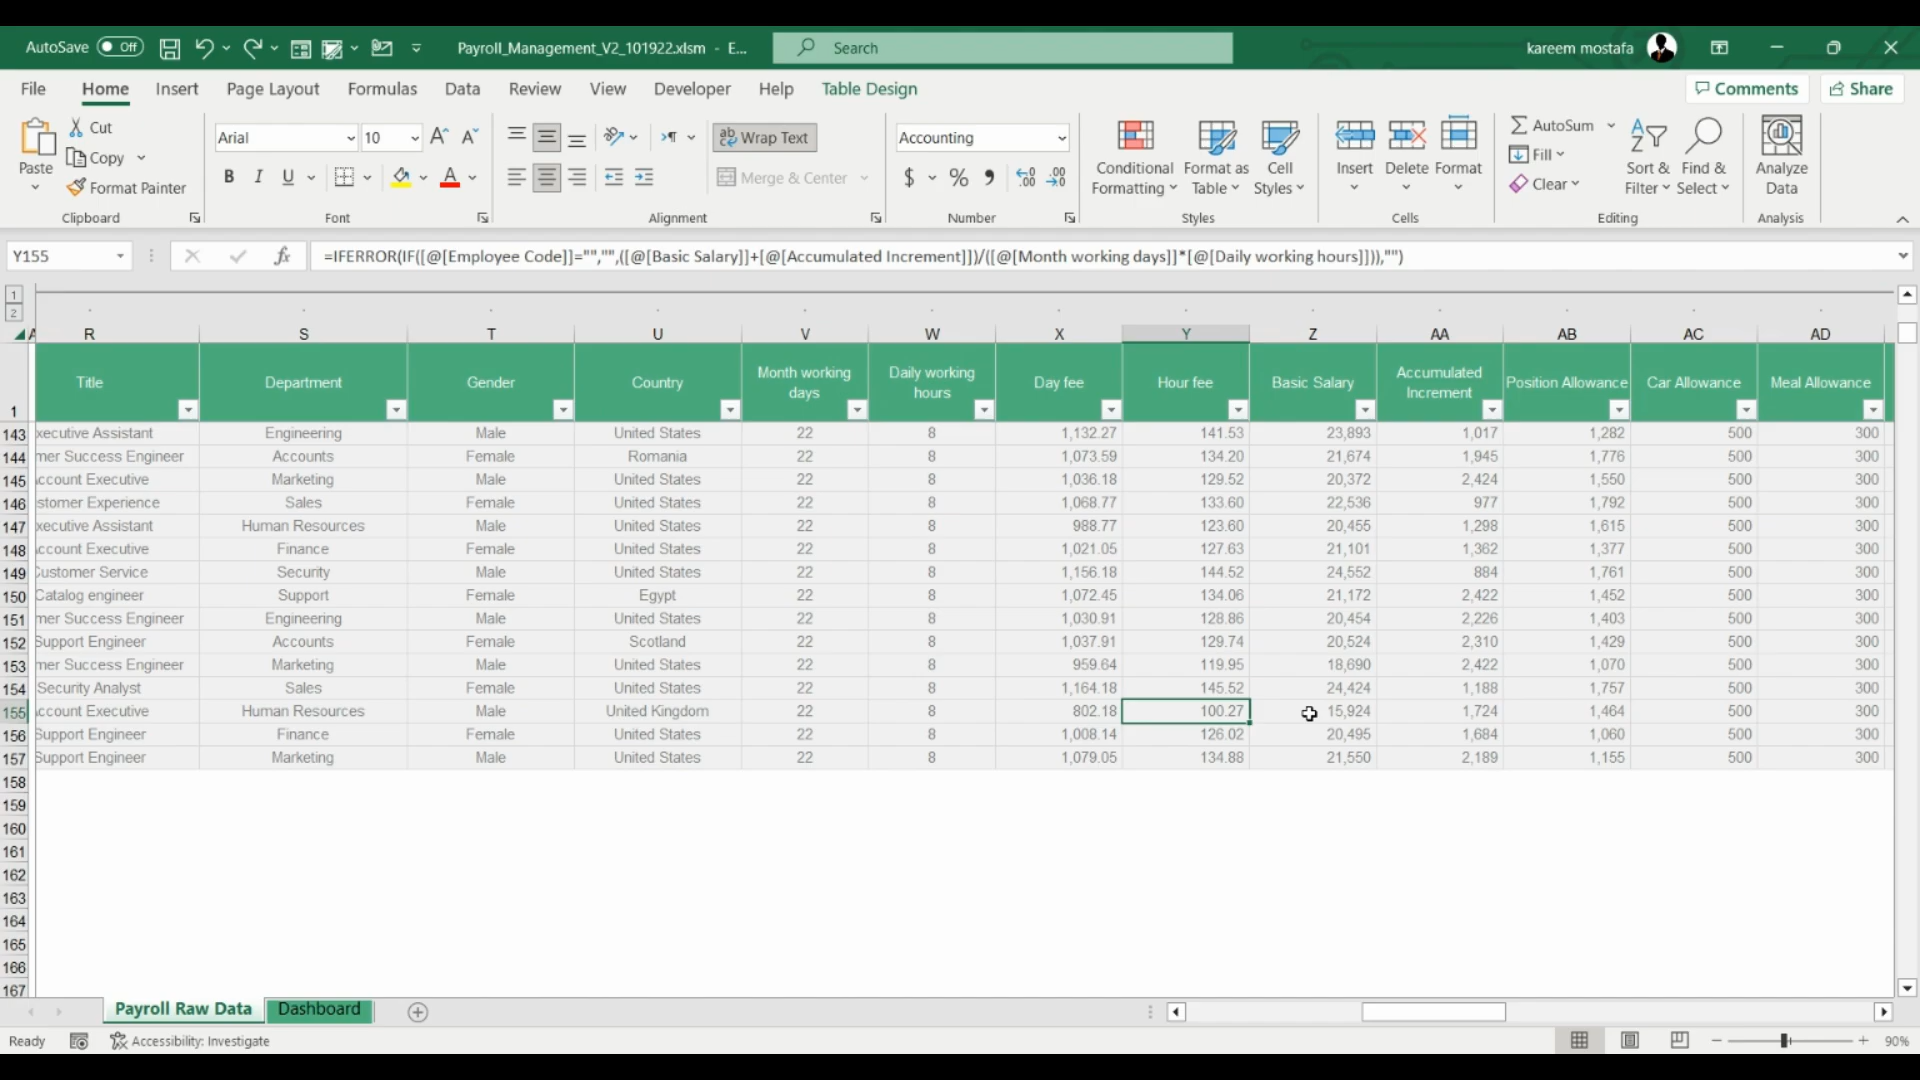 AutoSave Off Payroll_Management_V2_101922.xlsm - E... Search kareem mostafa
File Home Insert Page Layout Formulas Data Review View Developer Help Table Design Comments Share
Paste
Cut
Copy
Format Painter
Clipboard
Arial 10
B I U A
Font
ab Wrap Text
Merge & Center
Alignment
Accounting
$ % 9
Number
Conditional Formatting
Format as Table
Cell Styles
Styles
Insert Delete Format
Cells
AutoSum
Fill
Clear
Sort & Filter
Find & Select
Editing
Analyze Data
Analysis
Y155 fx =IFERROR(IF([@[Employee Code]]="","",([@[Basic Salary]]+[@[Accumulated Increment]])/([@[Month working days]]*[@[Daily working hours]])),"")
1
2
R S T U V W X Y Z AA AB AC AD
1 Title Department Gender Country Month working days Daily working hours Day fee Hour fee Basic Salary Accumulated Increment Position Allowance Car Allowance Meal Allowance
143 xecutive Assistant Engineering Male United States 22 8 1,132.27 141.53 23,893 1,017 1,282 500 300
144 mer Success Engineer Accounts Female Romania 22 8 1,073.59 134.20 21,674 1,945 1,776 500 300
145 ccount Executive Marketing Male United States 22 8 1,036.18 129.52 20,372 2,424 1,550 500 300
146 stomer Experience Sales Female United States 22 8 1,068.77 133.60 22,536 977 1,792 500 300
147 xecutive Assistant Human Resources Male United States 22 8 988.77 123.60 20,455 1,298 1,615 500 300
148 ccount Executive Finance Female United States 22 8 1,021.05 127.63 21,101 1,362 1,377 500 300
149 Customer Service Security Male United States 22 8 1,156.18 144.52 24,552 884 1,761 500 300
150 Catalog engineer Support Female Egypt 22 8 1,072.45 134.06 21,172 2,422 1,452 500 300
151 mer Success Engineer Engineering Male United States 22 8 1,030.91 128.86 20,454 2,226 1,403 500 300
152 Support Engineer Accounts Female Scotland 22 8 1,037.91 129.74 20,524 2,310 1,429 500 300
153 mer Success Engineer Marketing Male United States 22 8 959.64 119.95 18,690 2,422 1,070 500 300
154 Security Analyst Sales Female United States 22 8 1,164.18 145.52 24,424 1,188 1,757 500 300
155 ccount Executive Human Resources Male United Kingdom 22 8 802.18 100.27 15,924 1,724 1,464 500 300
156 Support Engineer Finance Female United States 22 8 1,008.14 126.02 20,495 1,684 1,060 500 300
157 Support Engineer Marketing Male United States 22 8 1,079.05 134.88 21,550 2,189 1,155 500 300
158
159
160
161
162
163
164
165
166
167
Payroll Raw Data Dashboard
Ready Accessibility: Investigate 90%